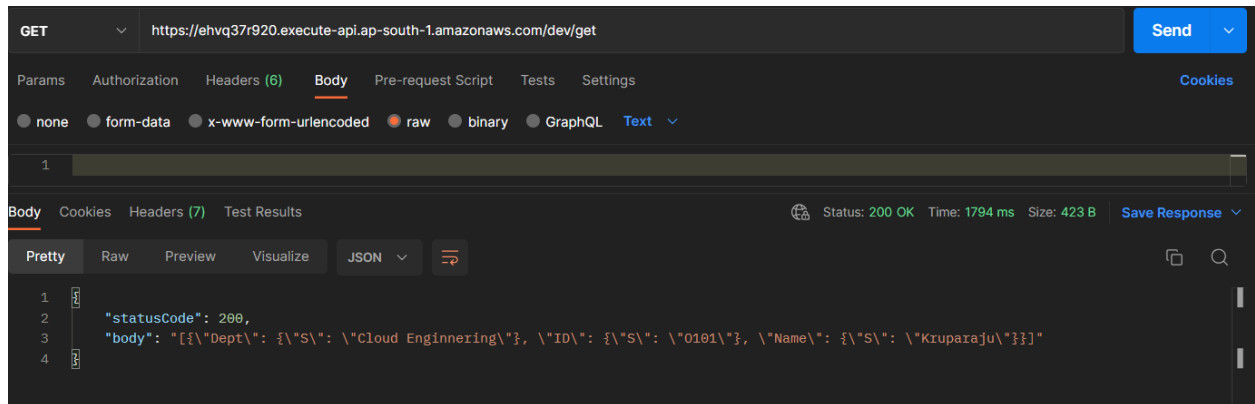 GET https://ehvq37r920.execute-api.ap-south-1.amazonaws.com/dev/get Send
Params Authorization Headers (6) Body Pre-request Script Tests Settings Cookies
none form-data x-www-form-urlencoded raw binary GraphQL Text
1
Body Cookies Headers (7) Test Results Status: 200 OK Time: 1794 ms Size: 423 B Save Response
Pretty Raw Preview Visualize JSON
1 {
2 "statusCode": 200,
3 "body": "[{\"Dept\": {\"S\": \"Cloud Enginnering\"}, \"ID\": {\"S\": \"O101\"}, \"Name\": {\"S\": \"Kruparaju\"}}]"
4 }